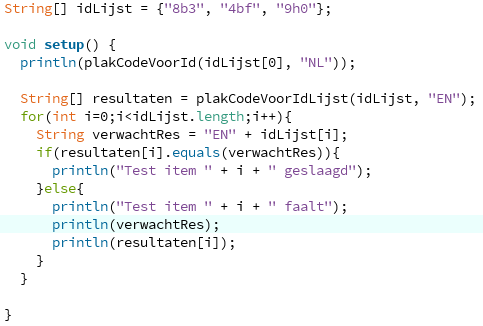 String[] idLijst = {"8b3", "4bf", "9h0"};
void setup() {
println(plakCodeVoorId(idLijst[0], "NL"));
String[] resultaten = plakCodeVoorIdLijst(idLijst, "EN");
for(int i=0;i<idLijst.length;i++){
String verwachtRes = "EN" + idLijst[i];
if(resultaten[i].equals(verwachtRes)){
println("Test item " + i + " geslaagd");
}else{
println("Test item " + i + " faalt");
println(verwachtRes);
println(resultaten[i]);
}
}
}